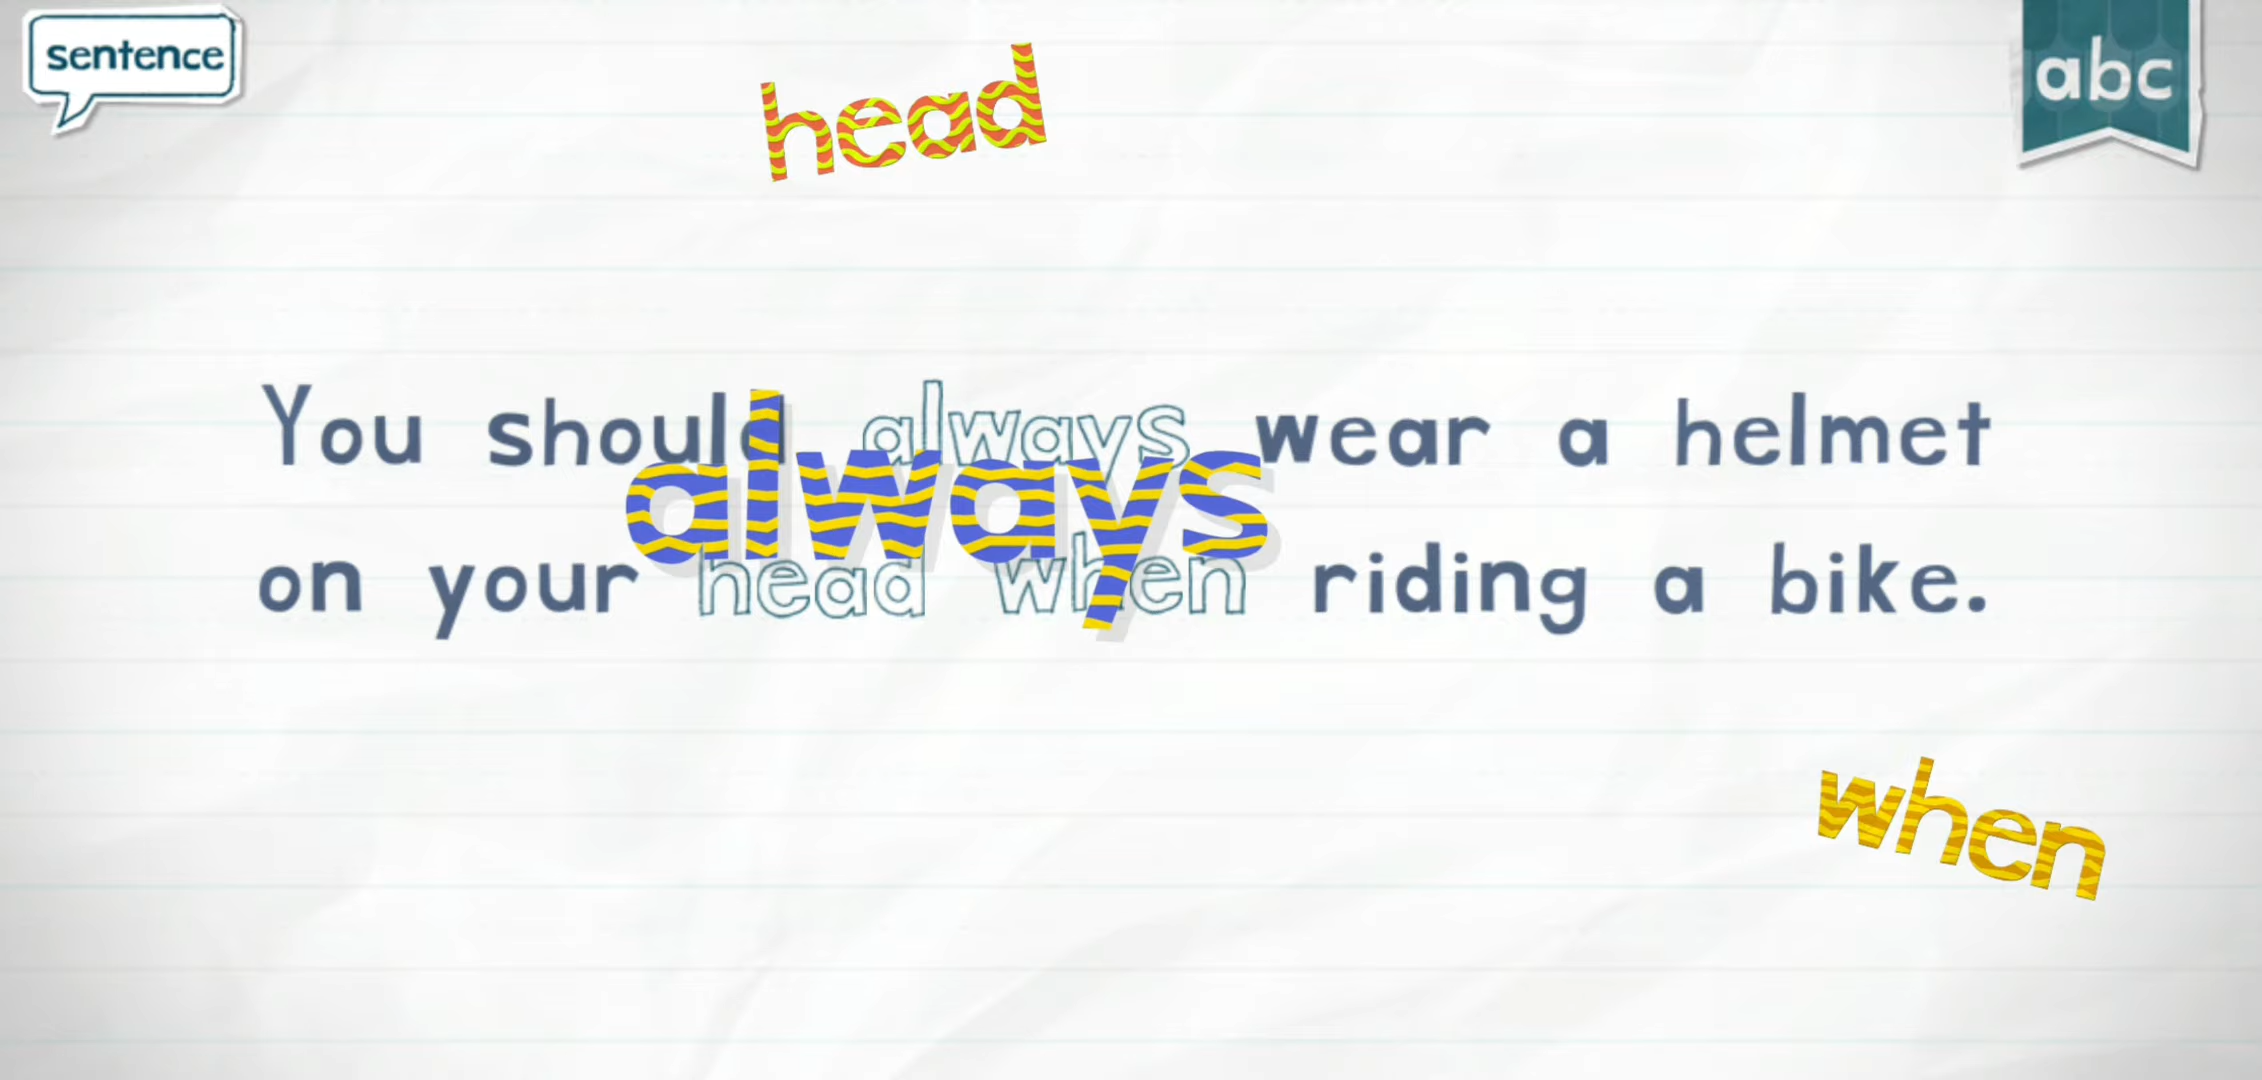 sentence
abc
head
You should always wear a helmet
always
on your head when riding a bike.
when